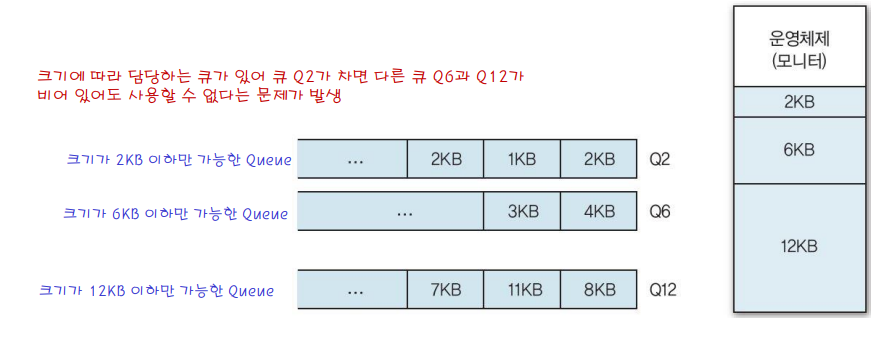 운영체제
(모니터)
2KB
6KB
12KB
크기에 따라 담당하는 큐가 있어 큐 Q2가 차면 다른 큐 Q6과 Q12가
비어 있어도 사용할 수 없다는 문제가 발생
크기가 2KB 이하만 가능한 Queue ... 2KB 1KB 2KB Q2
크기가 6KB 이하만 가능한 Queue ... 3KB 4KB Q6
크기가 12KB 이하만 가능한 Queue ... 7KB 11KB 8KB Q12